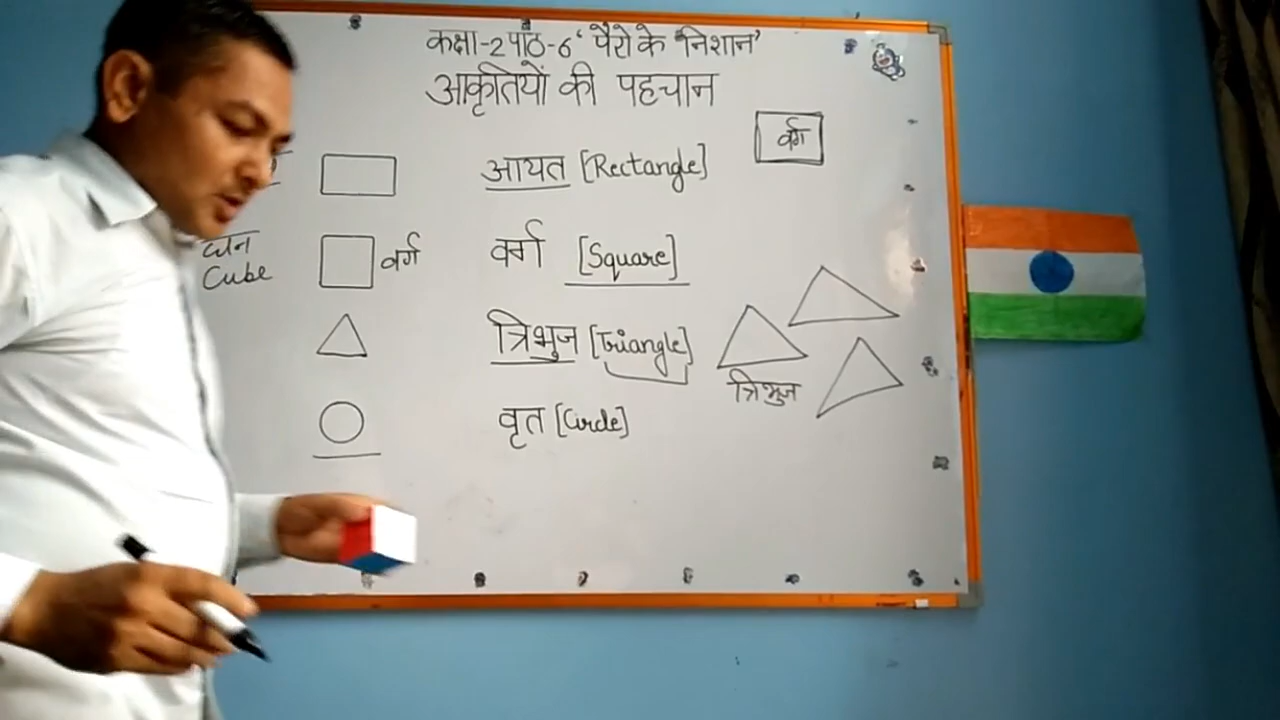 कक्षा-2 पाठ-6 'पैरो के निशान'
आकृतियों की पहचान
वर्ग
आयत [Rectangle]
घन
Cube
वर्ग
वर्ग [Square]
त्रिभुज [Triangle]
त्रिभुज
वृत [Circle]